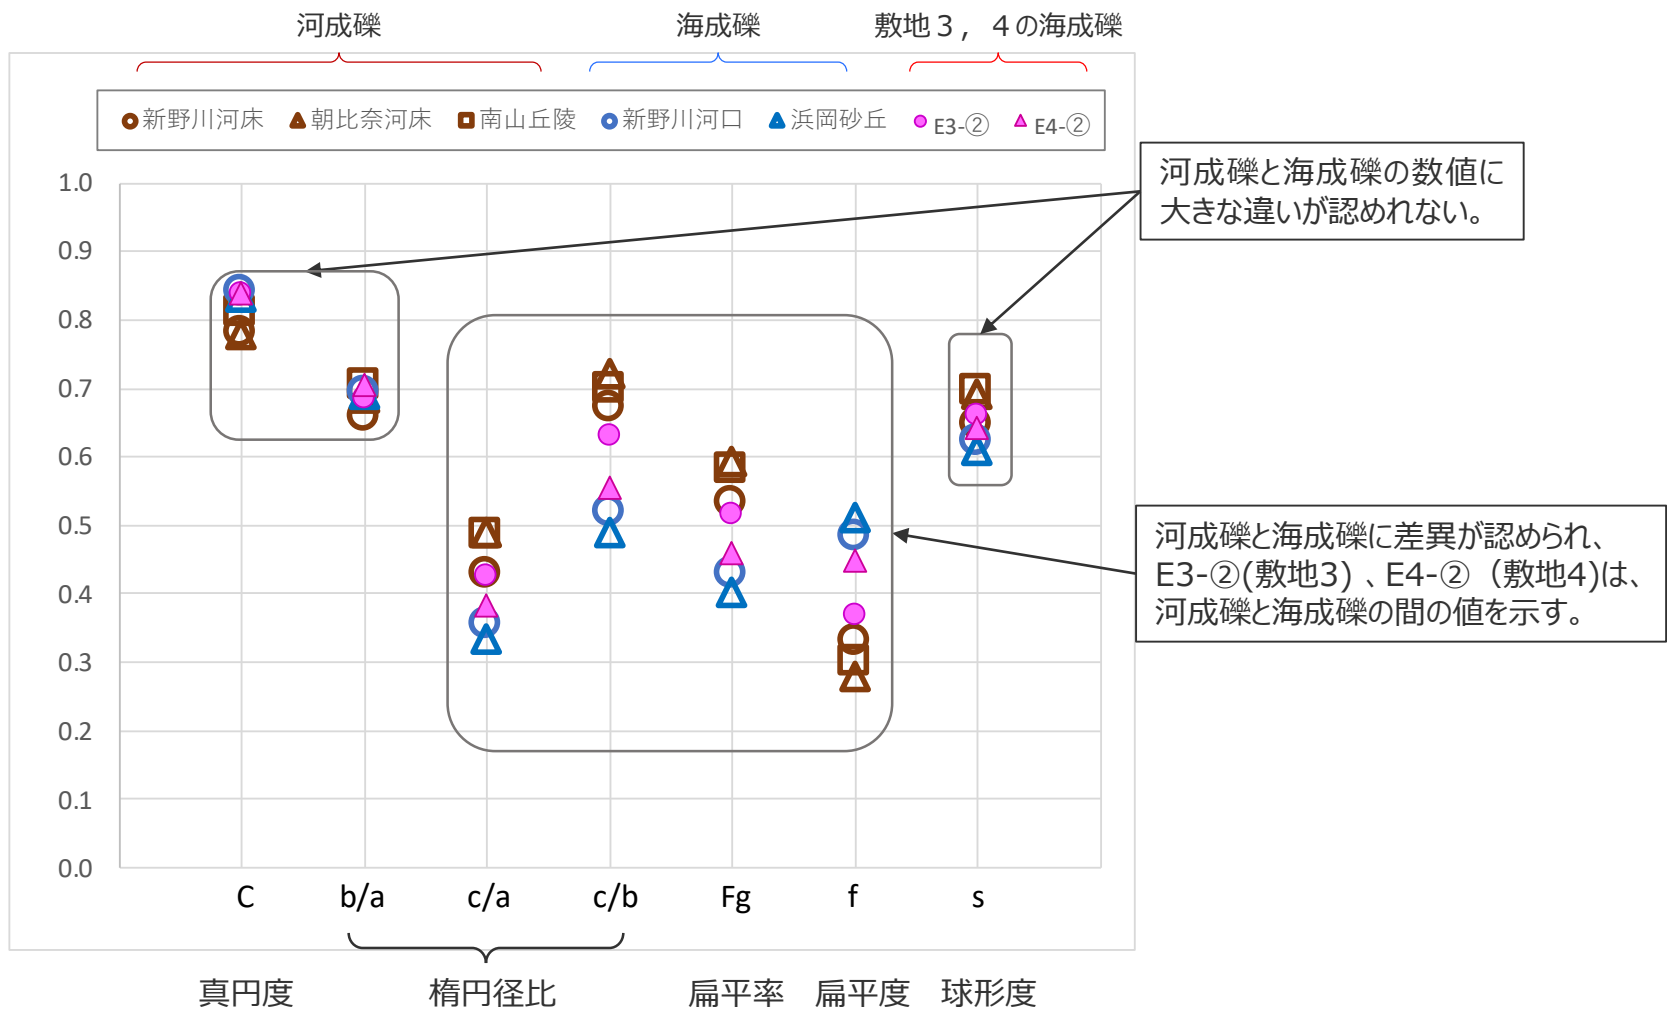 河成礫 海成礫 敷地３，４の海成礫
新野川河床 朝比奈河床 南山丘陵 新野川河口 浜岡砂丘 E3-② E4-②
河成礫と海成礫の数値に
大きな違いが認めれない。
1.0
0.9
0.8
0.7
0.6
0.5
0.4
0.3
0.2
0.1
0.0
河成礫と海成礫に差異が認められ、
E3-②(敷地3) 、E4-②（敷地4)は、
河成礫と海成礫の間の値を示す。
C b/a c/a c/b Fg f s
真円度 楕円径比 扁平率 扁平度 球形度